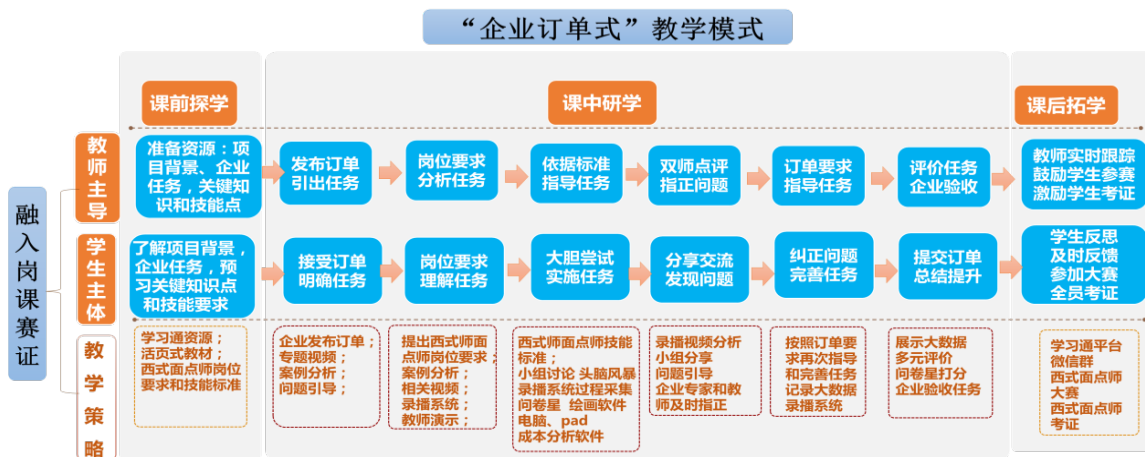 “企业订单式”教学模式
课前探学
课中研学
课后拓学
融入岗课赛证
教师主导
准备资源：项
目背景、企业
任务，关键知
识和技能点
发布订单
引出任务
岗位要求
分析任务
依据标准
指导任务
双师点评
指正问题
订单要求
指导任务
评价任务
企业验收
教师实时跟踪
鼓励学生参赛
激励学生考证
学生主体
了解项目背景，
企业任务，预
习关键知识点
和技能要求
接受订单
明确任务
岗位要求
理解任务
大胆尝试
实施任务
分享交流
发现问题
纠正问题
完善任务
提交订单
总结提升
学生反思
及时反馈
参加大赛
全员考证
教学策略
学习通资源；
活页式教材；
西式面点师岗位
要求和技能标准
企业发布订单；
专题视频；
案例分析；
问题引导；
提出西式师面
点师岗位要求；
案例分析；
相关视频；
录播系统；
教师演示；
西式师面点师技能
标准；
小组讨论 头脑风暴
录播系统过程采集
问卷星 绘画软件
电脑、pad
成本分析软件
录播视频分析
小组分享
问题引导
企业专家和教
师及时指正
按照订单要
求再次指导
和完善任务
记录大数据
录播系统
展示大数据
多元评价
问卷星打分
企业验收任务
学习通平台
微信群
西式面点师
大赛
西式面点师
考证